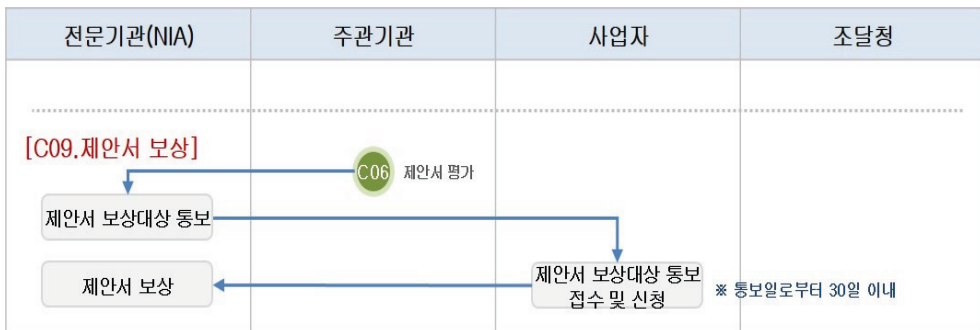 전문기관(NIA)
주관기관
사업자
조달청
[C09.제안서 보상]
C06
제안서 평가
제안서 보상대상 통보
제안서 보상
제안서 보상대상 통보
접수 및 신청
※ 통보일로부터 30일 이내